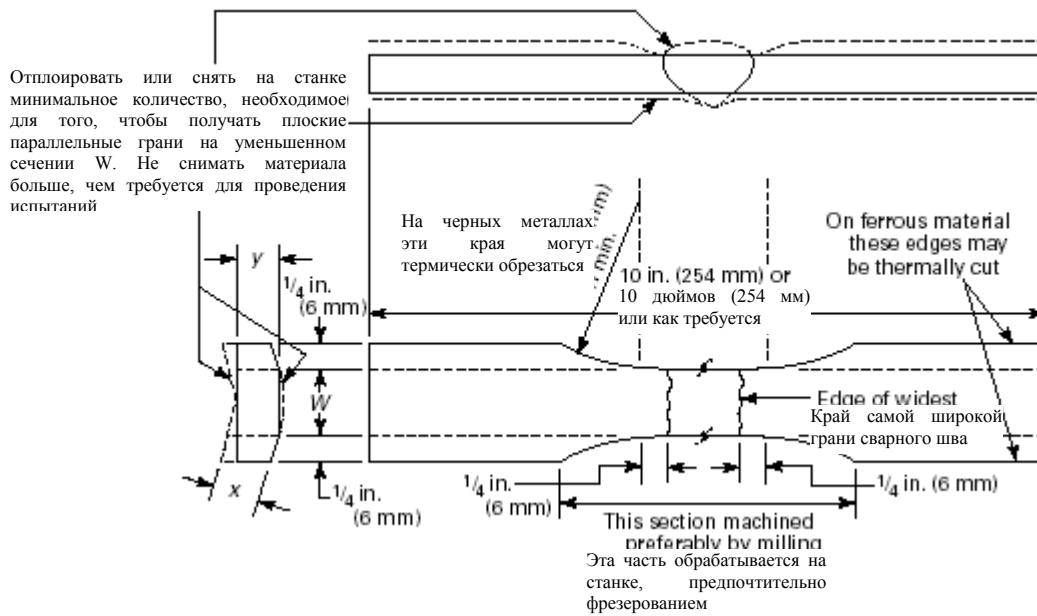 Отплоировать или снять на станке
минимальное количество, необходимое
для того, чтобы получать плоские
параллельные грани на уменьшенном
сечении W. Не снимать материала
больше, чем требуется для проведения
испытаний
На черных металлах
эти края могут
термически обрезаться
min.
On ferrous material
these edges may
be thermally cut
10 in. (254 mm) or
10 дюймов (254 мм)
или как требуется
y
1/4 in.
(6 mm)
W
Edge of widest
Край самой широкой
грани сварного шва
x
1/4 in.
(6 mm)
1/4 in.
(6 mm)
1/4 in. (6 mm)
This section machined
preferably by milling
Эта часть обрабатывается на
станке, предпочтительно
фрезерованием